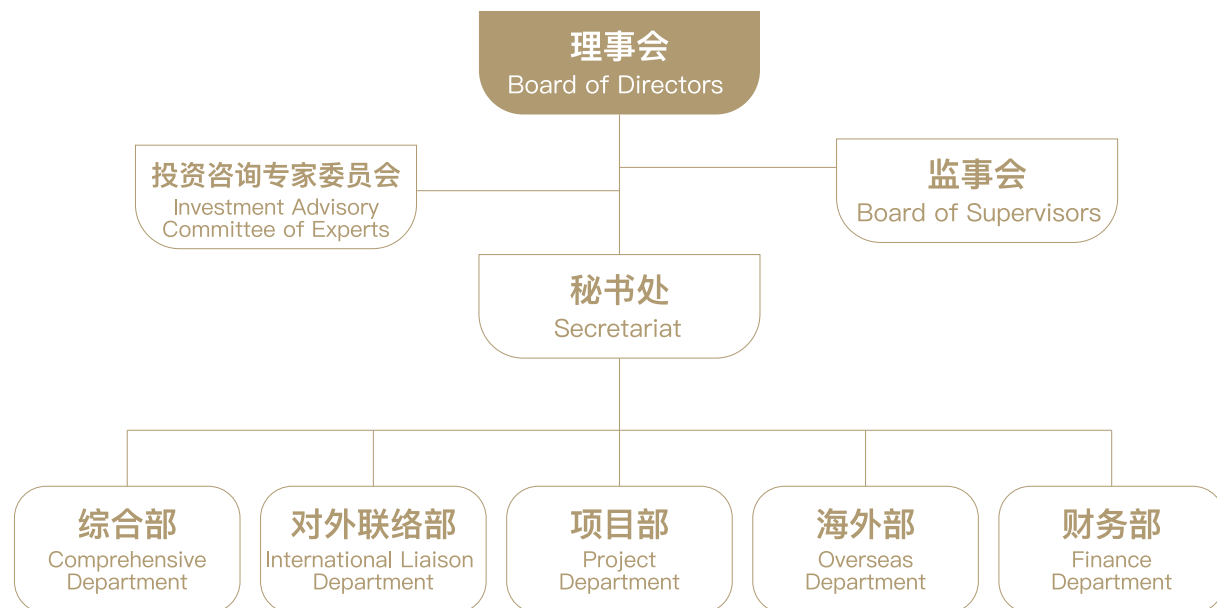 理事会
Board of Directors
投资咨询专家委员会
Investment Advisory
Committee of Experts
监事会
Board of Supervisors
秘书处
Secretariat
综合部
Comprehensive
Department
对外联络部
International Liaison
Department
项目部
Project
Department
海外部
Overseas
Department
财务部
Finance
Department